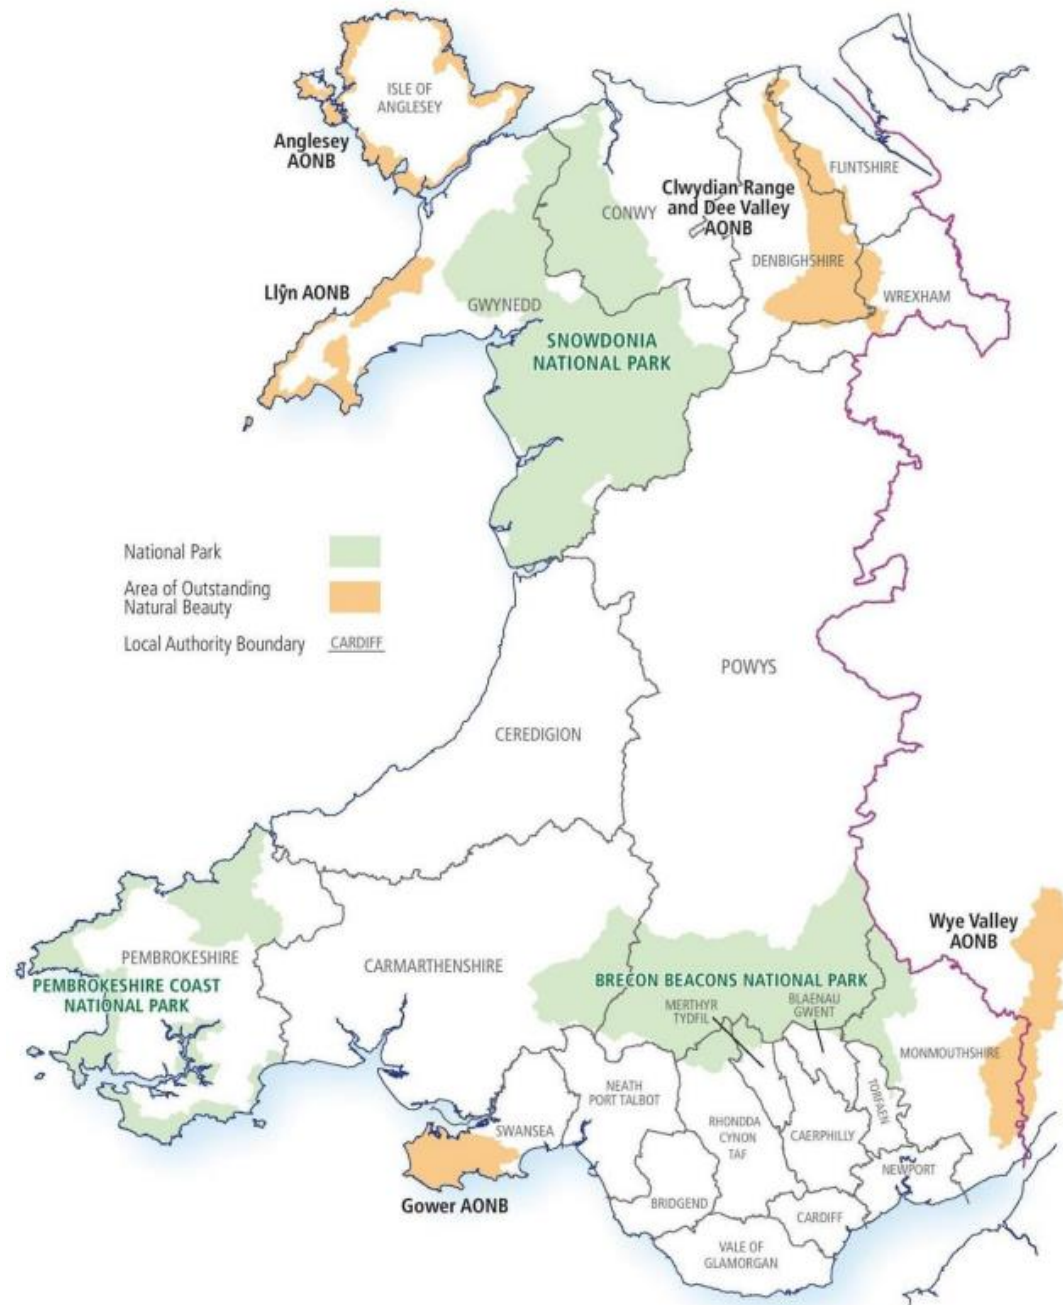 ISLE OF
ANGLESEY
Anglesey
AONB
FLINTSHIRE
Clwydian Range
and Dee Valley
AONB
CONWY
DENBIGHSHIRE
Llŷn AONB
GWYNEDD
WREXHAM
SNOWDONIA
NATIONAL PARK
National Park
Area of Outstanding
Natural Beauty
Local Authority Boundary CARDIFF
POWYS
CEREDIGION
Wye Valley
AONB
PEMBROKESHIRE
CARMARTHENSHIRE
PEMBROKESHIRE COAST
NATIONAL PARK
BRECON BEACONS NATIONAL PARK
MERTHYR
TYDFIL
BLAENAU
GWENT
MONMOUTHSHIRE
NEATH
PORT TALBOT
TORFAEN
RHONDDA
CYNON
TAF
CAERPHILLY
SWANSEA
NEWPORT
Gower AONB
BRIDGEND
CARDIFF
VALE OF
GLAMORGAN